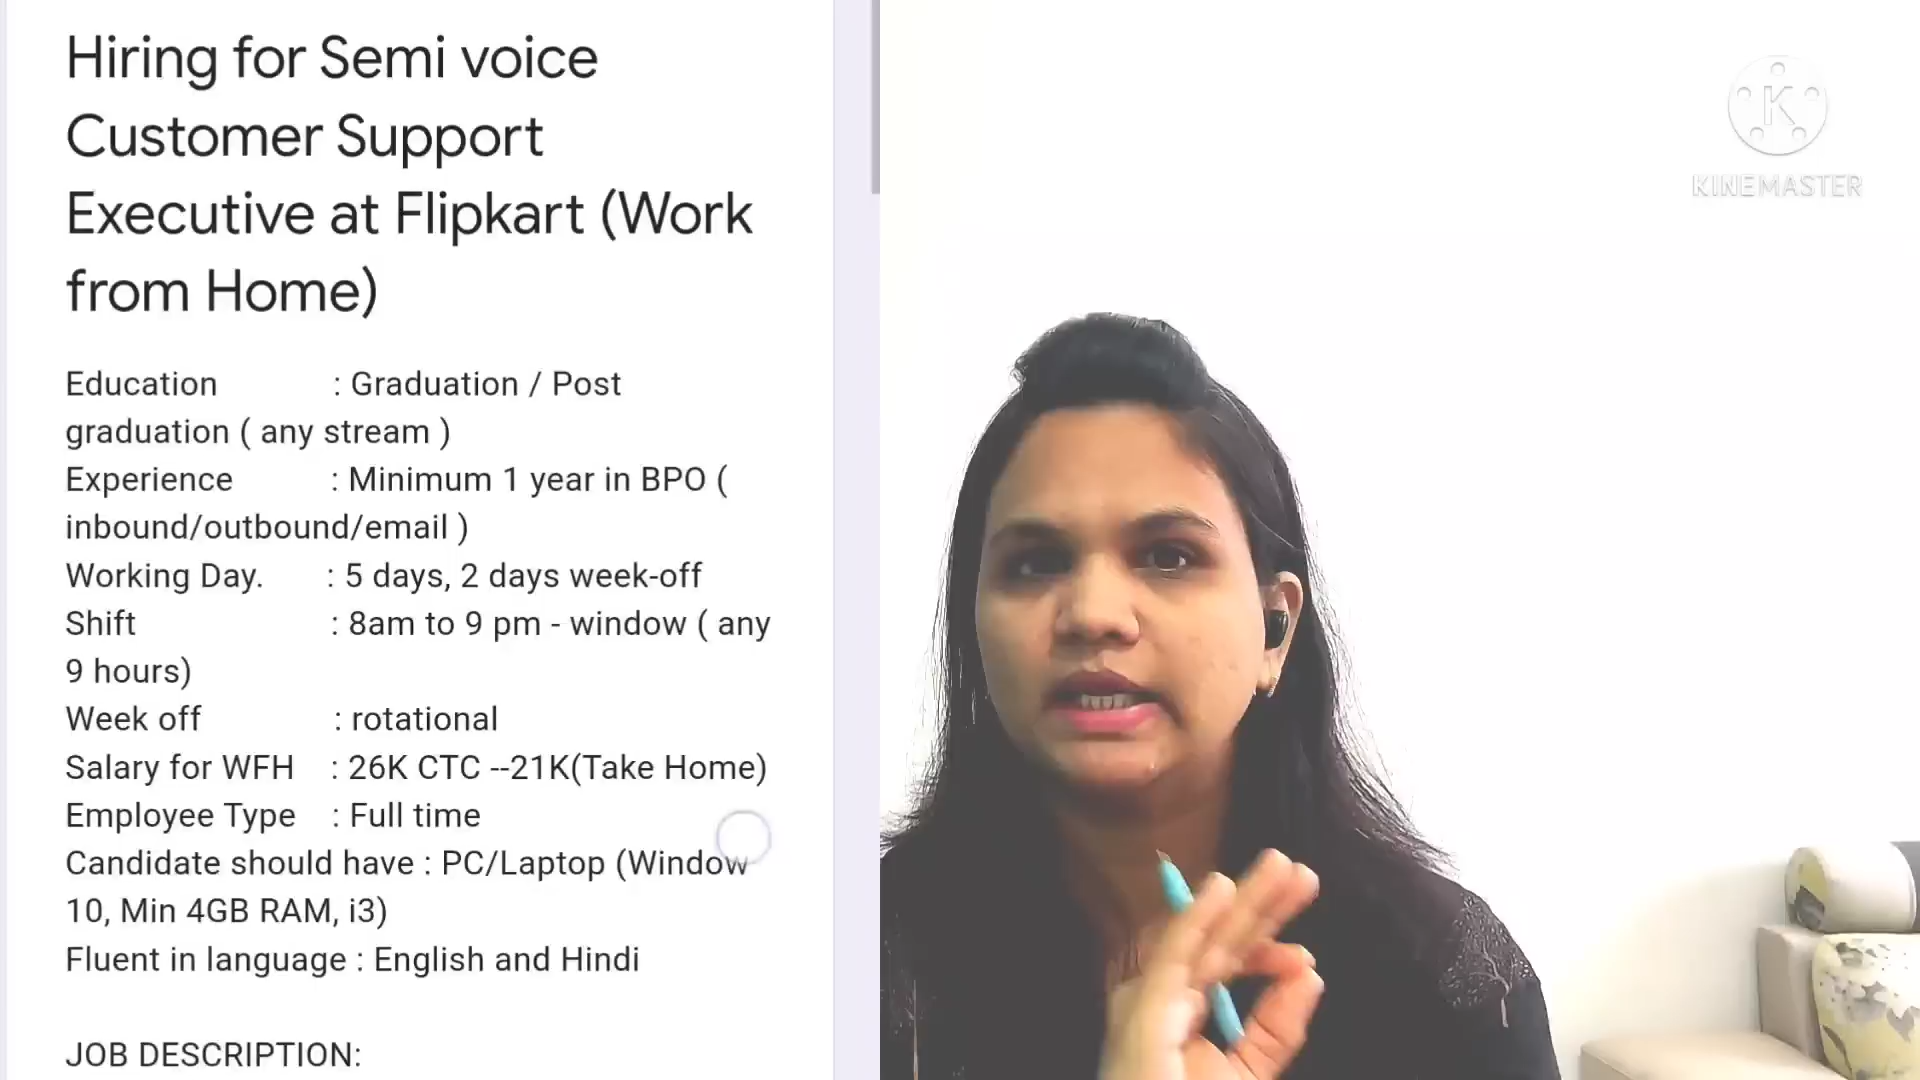 Hiring for Semi voice
Customer Support
Executive at Flipkart (Work
from Home)
Education : Graduation / Post
graduation ( any stream )
Experience : Minimum 1 year in BPO (
inbound/outbound/email )
Working Day. : 5 days, 2 days week-off
Shift : 8am to 9 pm - window ( any
9 hours)
Week off : rotational
Salary for WFH : 26K CTC --21K(Take Home)
Employee Type : Full time
Candidate should have : PC/Laptop (Window
10, Min 4GB RAM, i3)
Fluent in language : English and Hindi
JOB DESCRIPTION:
K
KINEMASTER